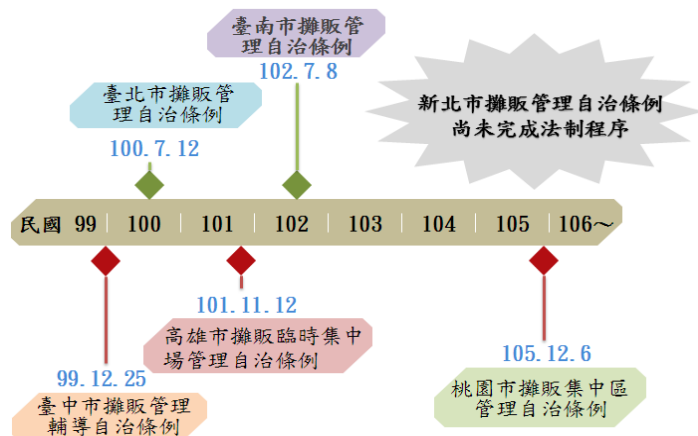 臺南市攤販管
理自治條例
102.7.8
臺北市攤販管
理自治條例
100.7.12
新北市攤販管理自治條例
尚未完成法制程序
民國 99 100 101 102 103 104 105 106～
99.12.25
臺中市攤販管理
輔導自治條例
101.11.12
高雄市攤販臨時集中
場管理自治條例
105.12.6
桃園市攤販集中區
管理自治條例